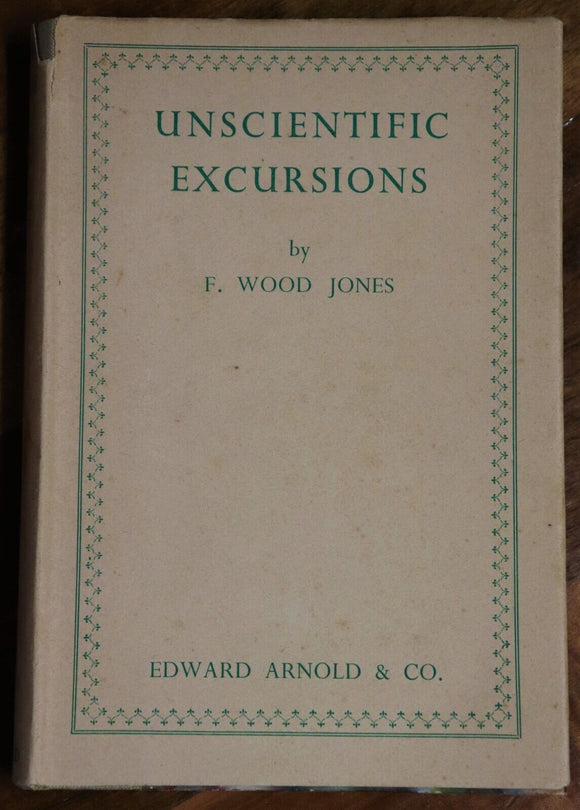 UNSCIENTIFIC
EXCURSIONS
by
F. WOOD JONES
EDWARD ARNOLD & CO.